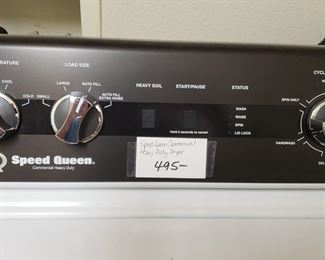 RATURE
LOAD SIZE
CYCL
COOL
LARGE
AUTO FILL
HEAVY SOIL
START/PAUSE
STATUS
COLD
SMALL
AUTO FILL
EXTRA RINSE
SPIN ONLY
WASH
RINSE
SPIN
LID LOCK
Hold 3 seconds to cancel
HANDWASH
Speed Queen®
Commercial Heavy Duty
Speed Queen Commercial
Heavy Duty Dryer
495—